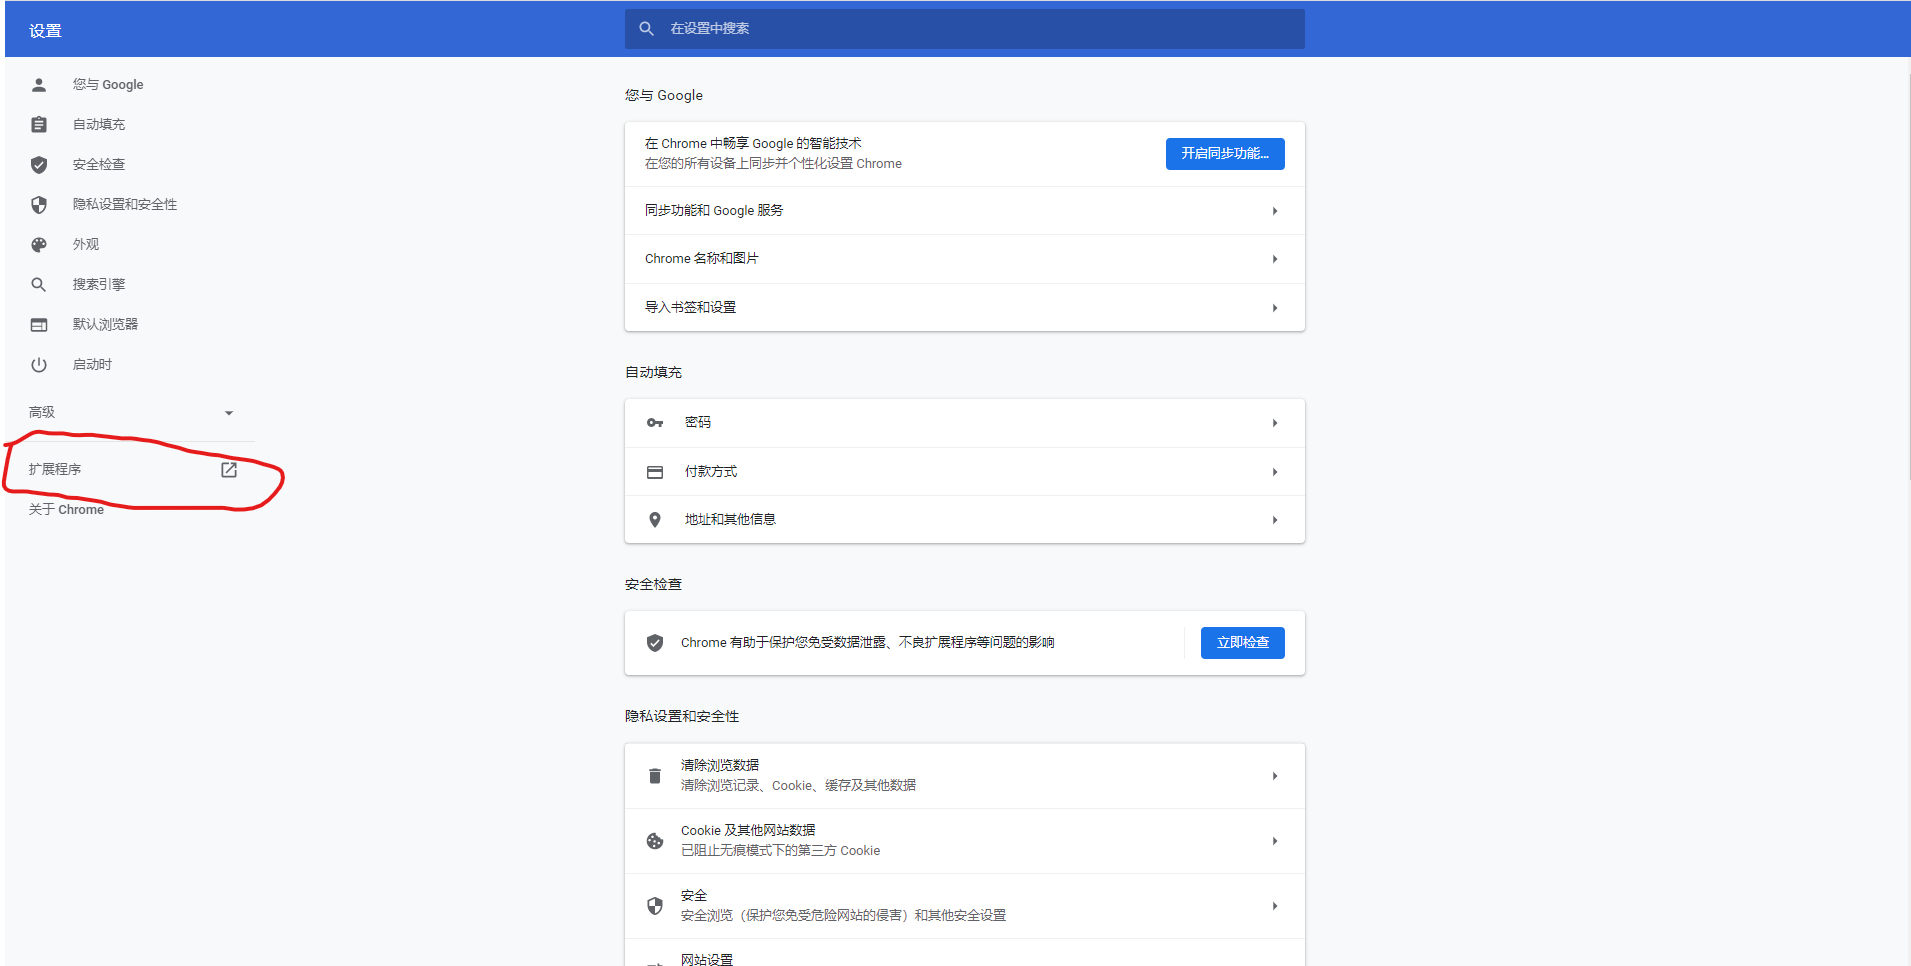 设置
在设置中搜索
您与 Google
自动填充
安全检查
隐私设置和安全性
外观
搜索引擎
默认浏览器
启动时
高级
扩展程序
关于 Chrome
您与 Google
在 Chrome 中畅享 Google 的智能技术
在您的所有设备上同步并个性化设置 Chrome
开启同步功能...
同步功能和 Google 服务
Chrome 名称和图片
导入书签和设置
自动填充
密码
付款方式
地址和其他信息
安全检查
Chrome 有助于保护您免受数据泄露、不良扩展程序等问题的影响
立即检查
隐私设置和安全性
清除浏览数据
清除浏览记录、Cookie、缓存及其他数据
Cookie 及其他网站数据
已阻止无痕模式下的第三方 Cookie
安全
安全浏览（保护您免受危险网站的侵害）和其他安全设置
网站设置